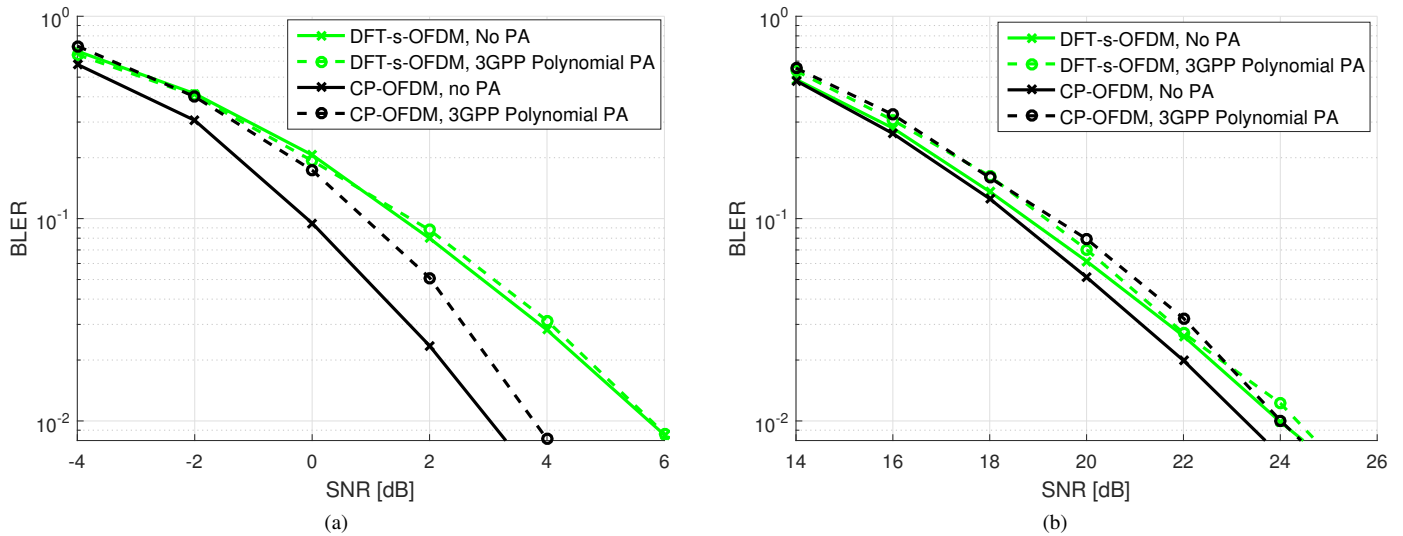 10^0
10^-1
10^-2
BLER
DFT-s-OFDM, No PA
DFT-s-OFDM, 3GPP Polynomial PA
CP-OFDM, no PA
CP-OFDM, 3GPP Polynomial PA
-4 -2 0 2 4 6
SNR [dB]
(a)
10^0
10^-1
10^-2
BLER
DFT-s-OFDM, No PA
DFT-s-OFDM, 3GPP Polynomial PA
CP-OFDM, No PA
CP-OFDM, 3GPP Polynomial PA
14 16 18 20 22 24 26
SNR [dB]
(b)